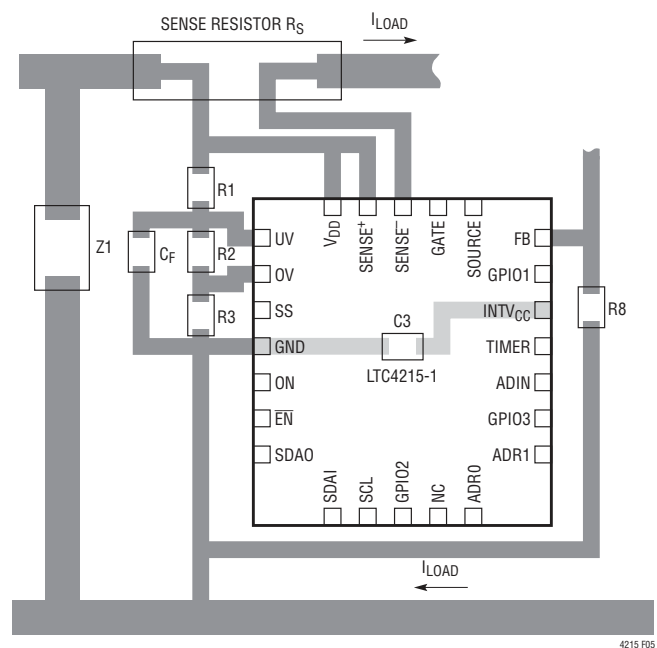 SENSE RESISTOR RS
ILOAD
R1
Z1
CF
R2
R3
UV
OV
SS
GND
ON
EN
SDAO
VDD
SENSE+
SENSE−
GATE
SOURCE
FB
GPIO1
INTVCC
TIMER
ADIN
GPIO3
ADR1
R8
C3
LTC4215-1
SDAI
SCL
GPIO2
NC
ADR0
ILOAD
4215 F05